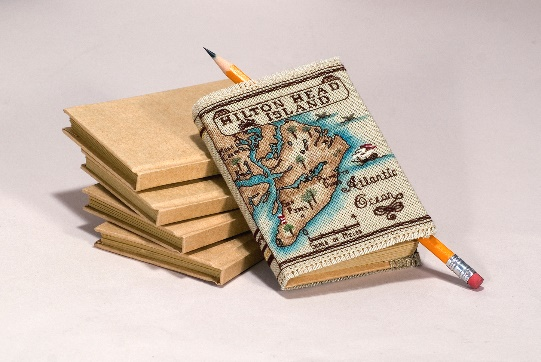 HILTON HEAD
ISLAND
Atlantic
Ocean